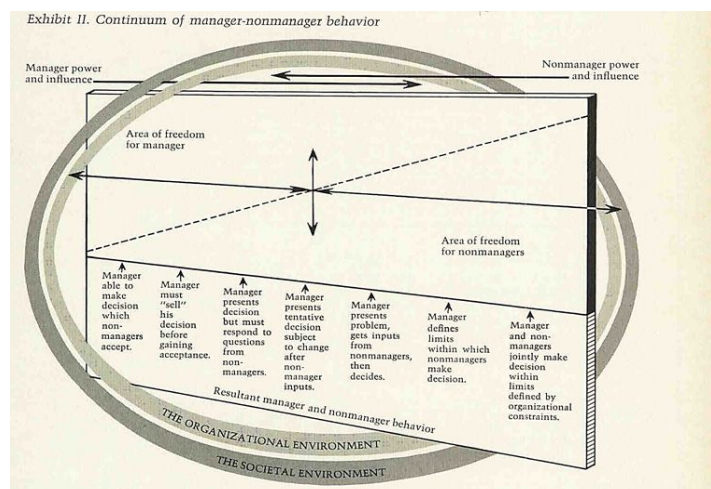 Exhibit II. Continuum of manager-nonmanager behavior
Manager power
and influence
Nonmanager power
and influence
Area of freedom
for manager
Area of freedom
for nonmanagers
Manager
able to
make
decision
which
non-
managers
accept.
Manager
must
"sell"
his
decision
before
gaining
acceptance.
Manager
presents
decision
but must
respond to
questions
from
non-
managers.
Manager
presents
tentative
decision
subject
to change
after
non-
manager
inputs.
Manager
presents
problem,
gets inputs
from
nonmanagers,
then
decides.
Manager
defines
limits
within which
nonmanagers
make
decision.
Manager
and non-
managers
jointly make
decision
within
limits
defined by
organizational
constraints.
Resultant manager and nonmanager behavior
THE ORGANIZATIONAL ENVIRONMENT
THE SOCIETAL ENVIRONMENT